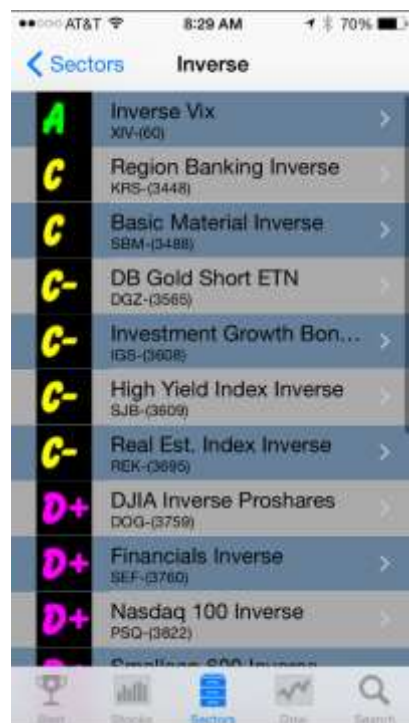 AT&T 8:29 AM 70%
Sectors Inverse
A Inverse Vix
XIV-(60)
C Region Banking Inverse
KRS-(3448)
C Basic Material Inverse
SBM-(3488)
C- DB Gold Short ETN
DGZ-(3565)
C- Investment Growth Bon...
IGS-(3608)
C- High Yield Index Inverse
SJB-(3609)
C- Real Est. Index Inverse
REK-(3695)
D+ DJIA Inverse Proshares
DOG-(3759)
D+ Financials Inverse
SEF-(3760)
D+ Nasdaq 100 Inverse
PSQ-(3822)
Stocks Sectors Search